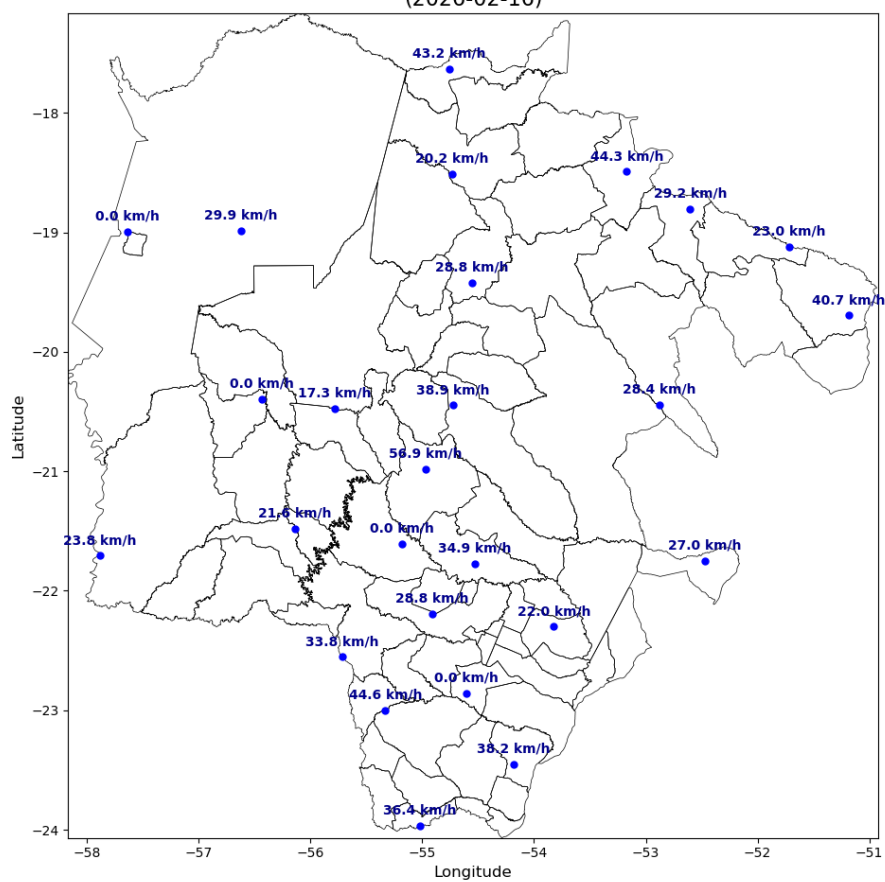 (2026-02-16)
43.2 km/h
20.2 km/h
44.3 km/h
29.2 km/h
0.0 km/h
29.9 km/h
23.0 km/h
28.8 km/h
40.7 km/h
0.0 km/h
17.3 km/h
38.9 km/h
28.4 km/h
56.9 km/h
21.6 km/h
0.0 km/h
23.8 km/h
34.9 km/h
27.0 km/h
28.8 km/h
22.0 km/h
33.8 km/h
0.0 km/h
44.6 km/h
38.2 km/h
36.4 km/h
−18
−19
−20
−21
−22
−23
−24
Latitude
−58 −57 −56 −55 −54 −53 −52 −51
Longitude